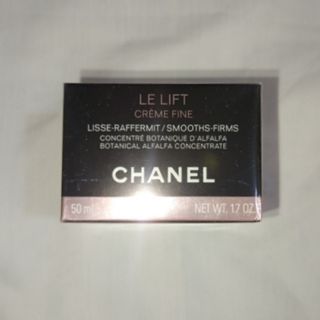 LE LIFT
CRÈME FINE
LISSE-RAFFERMIT / SMOOTHS-FIRMS
CONCENTRÉ BOTANIQUE D'ALFALFA
BOTANICAL ALFALFA CONCENTRATE
CHANEL
50 ml NET WT. 1.7 OZ.